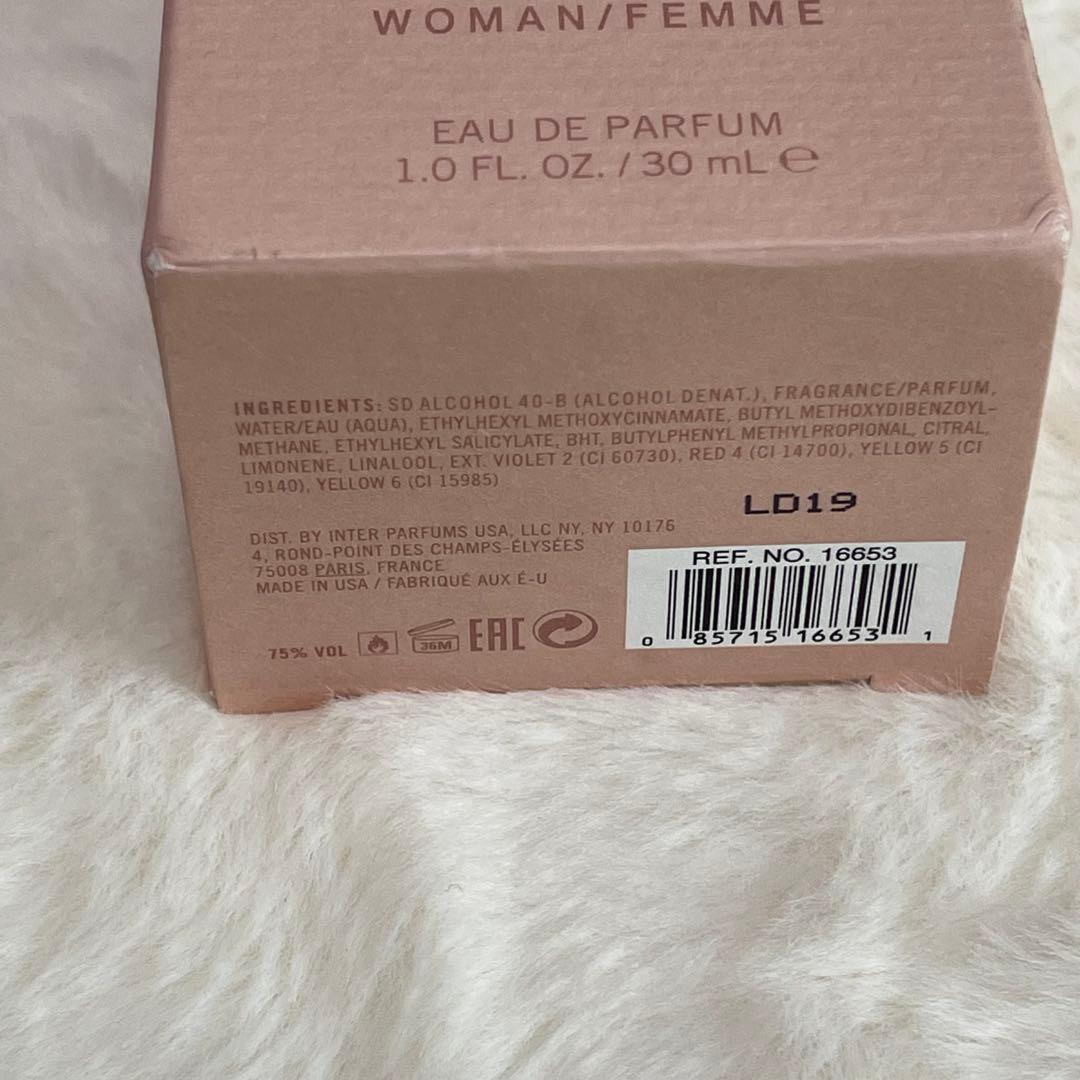 WOMAN/FEMME
EAU DE PARFUM
1.0 FL. OZ. / 30 mL ℮
INGREDIENTS: SD ALCOHOL 40-B (ALCOHOL DENAT.), FRAGRANCE/PARFUM,
WATER/EAU (AQUA), ETHYLHEXYL METHOXYCINNAMATE, BUTYL METHOXYDIBENZOYL-
METHANE, ETHYLHEXYL SALICYLATE, BHT, BUTYLPHENYL METHYLPROPIONAL, CITRAL,
LIMONENE, LINALOOL, EXT. VIOLET 2 (CI 60730), RED 4 (CI 14700), YELLOW 5 (CI
19140), YELLOW 6 (CI 15985)
LD19
DIST. BY INTER PARFUMS USA, LLC NY, NY 10176
4, ROND-POINT DES CHAMPS-ÉLYSÉES
75008 PARIS, FRANCE
MADE IN USA / FABRIQUÉ AUX É-U
REF. NO. 16653
0 85715 16653 1
75% VOL 36M EAC